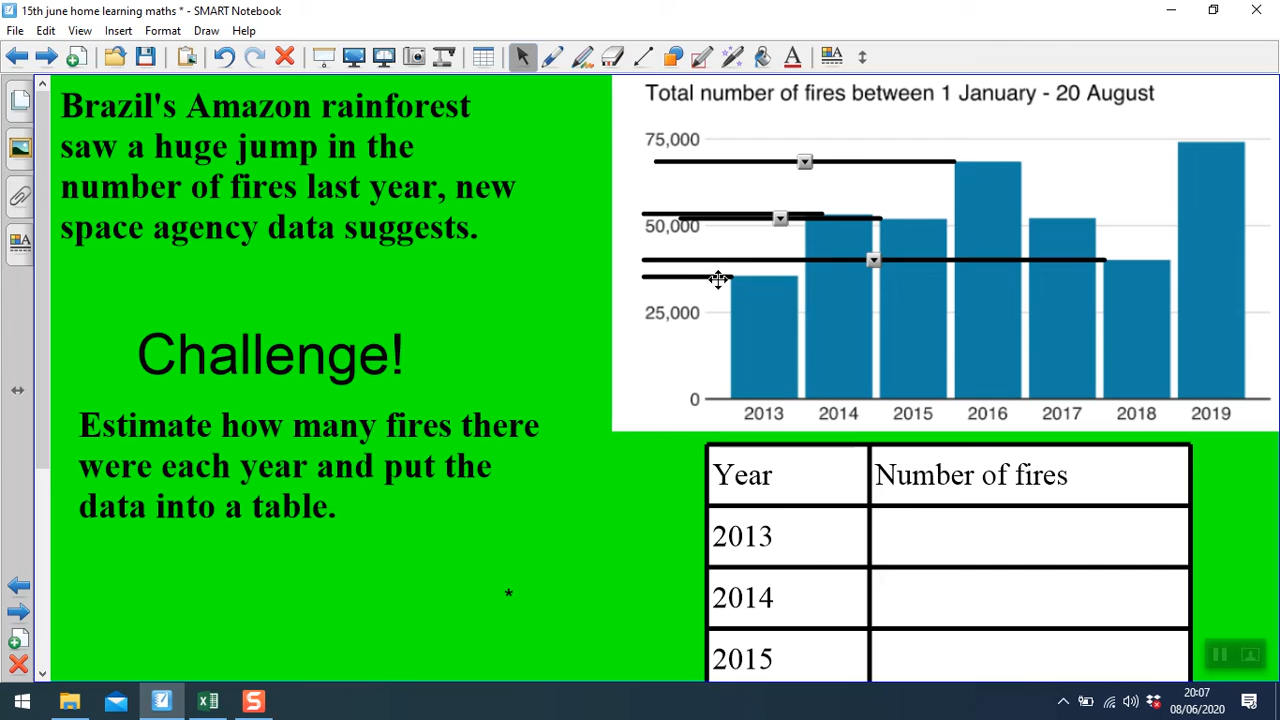 15th june home learning maths * - SMART Notebook
File Edit View Insert Format Draw Help
Brazil's Amazon rainforest
saw a huge jump in the
number of fires last year, new
space agency data suggests.
Challenge!
Estimate how many fires there
were each year and put the
data into a table.
*
Total number of fires between 1 January - 20 August
75,000
50,000
25,000
0
2013 2014 2015 2016 2017 2018 2019
Year Number of fires
2013
2014
2015
20:07
08/06/2020